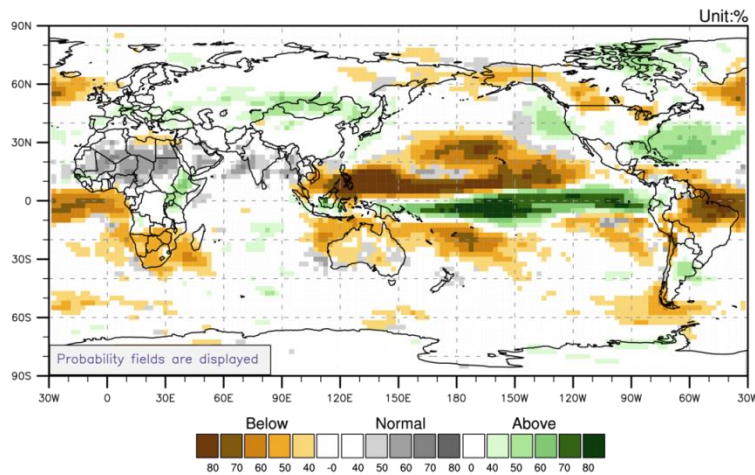 Unit:%
90N
60N
30N
0
30S
60S
90S
Probability fields are displayed
30W 0 30E 60E 90E 120E 150E 180 150W 120W 90W 60W 30W
Below Normal Above
80 70 60 50 40 -0 40 50 60 70 80 0 40 50 60 70 80